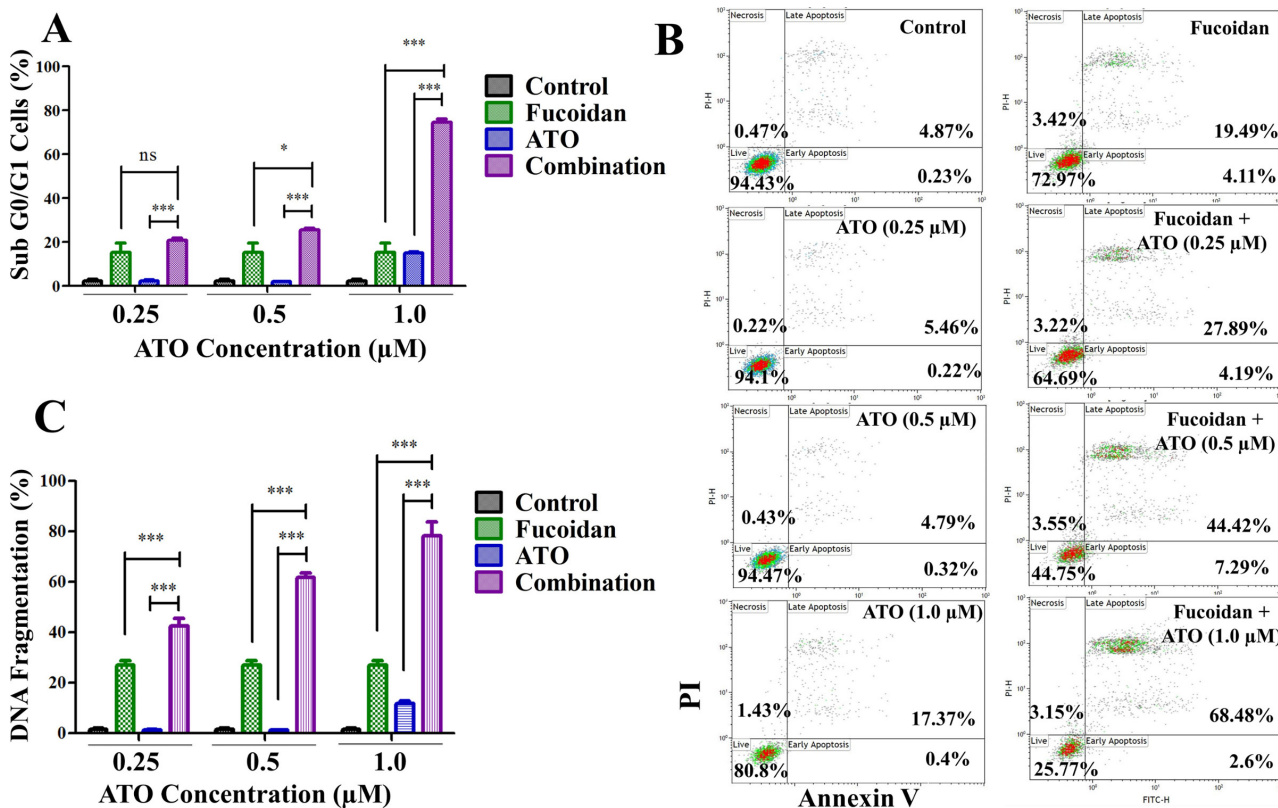 A
Sub G0/G1 Cells (%)
100
80
60
40
20
0
ns
***
*
***
***
***
Control
Fucoidan
ATO
Combination
0.25
0.5
1.0
ATO Concentration (µM)
C
DNA Fragmentation (%)
100
80
60
40
20
0
***
***
***
***
***
***
Control
Fucoidan
ATO
Combination
0.25
0.5
1.0
ATO Concentration (µM)
B
Necrosis
Late Apoptosis
Control
PI-H
0.47%
4.87%
Live
Early Apoptosis
94.43%
0.23%
Necrosis
Late Apoptosis
Fucoidan
PI-H
3.42%
19.49%
Live
Early Apoptosis
72.97%
4.11%
Necrosis
Late Apoptosis
ATO (0.25 µM)
PI-H
0.22%
5.46%
Live
Early Apoptosis
94.1%
0.22%
Necrosis
Late Apoptosis
Fucoidan +
ATO (0.25 µM)
PI-H
3.22%
27.89%
Live
Early Apoptosis
64.69%
4.19%
Necrosis
Late Apoptosis
ATO (0.5 µM)
PI-H
0.43%
4.79%
Live
Early Apoptosis
94.47%
0.32%
Necrosis
Late Apoptosis
Fucoidan +
ATO (0.5 µM)
PI-H
3.55%
44.42%
Live
Early Apoptosis
44.75%
7.29%
Necrosis
Late Apoptosis
ATO (1.0 µM)
PI-H
1.43%
17.37%
Live
Early Apoptosis
80.8%
0.4%
Necrosis
Late Apoptosis
Fucoidan +
ATO (1.0 µM)
PI-H
3.15%
68.48%
Live
Early Apoptosis
25.77%
2.6%
FITC-H
PI
Annexin V